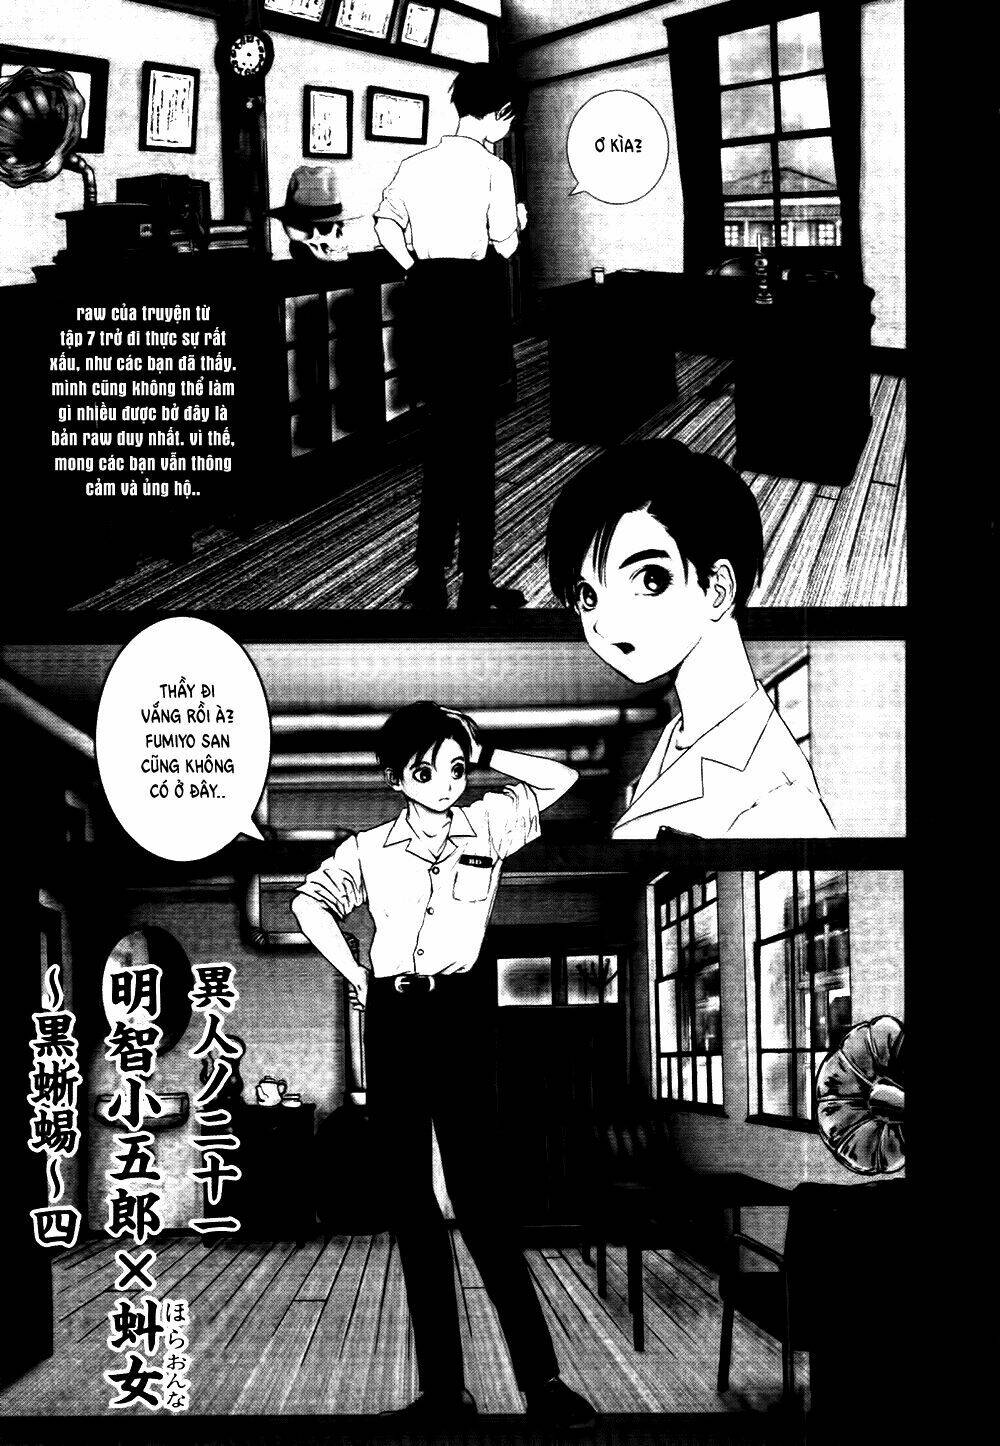 Ơ KÌA?
raw của truyện từ
tập 7 trở đi thực sự rất
xấu, như các bạn đã thấy.
mình cũng không thể làm
gì nhiều được bở đây là
bản raw duy nhất. vì thế,
mong các bạn vẫn thông
cảm và ủng hộ..
THẦY ĐI
VẮNG RỒI À?
FUMIYO SAN
CŨNG KHÔNG
CÓ Ở ĐÂY..
BD
異人ノ二十一
明智小五郎×蚪女
ほらおんな
～黒蜥蜴～四